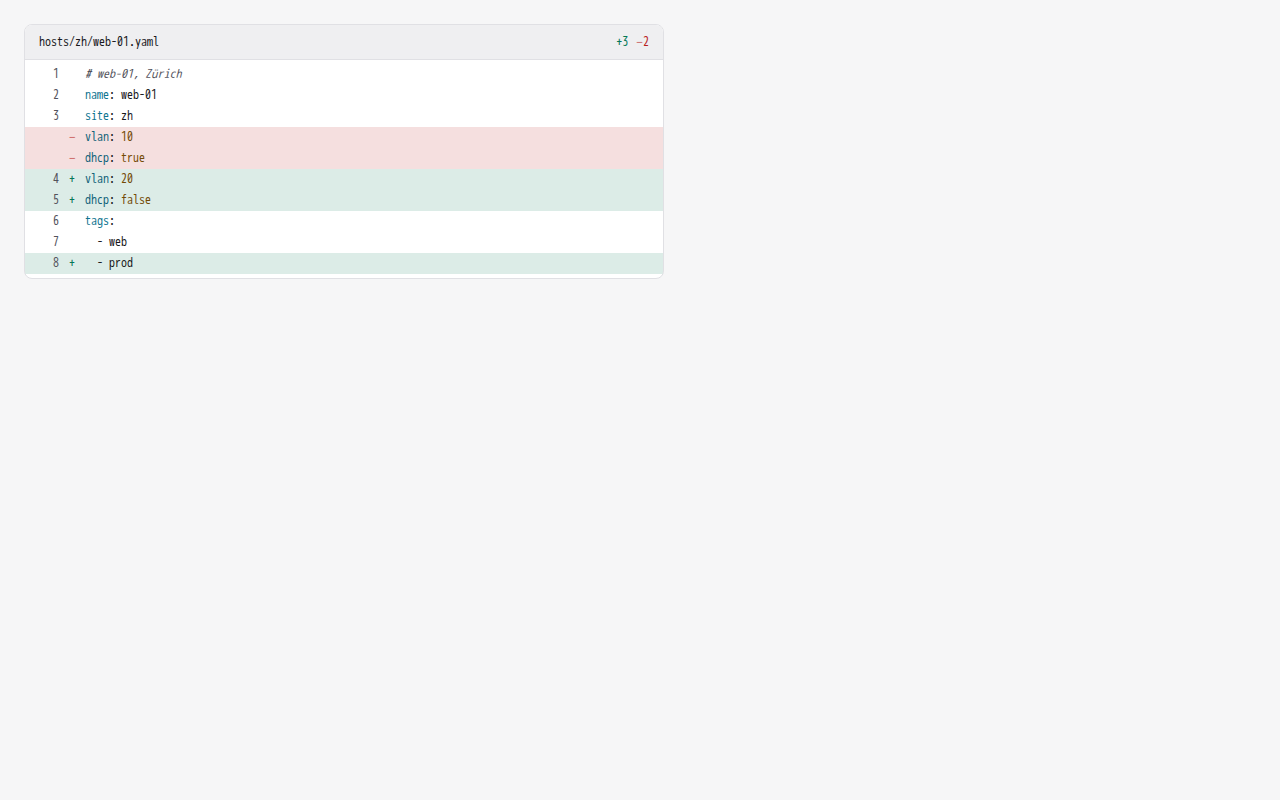 hosts/zh/web-01.yaml +3 −2
1 # web-01, Zürich
2 name: web-01
3 site: zh
− vlan: 10
− dhcp: true
4 + vlan: 20
5 + dhcp: false
6 tags:
7 - web
8 + - prod